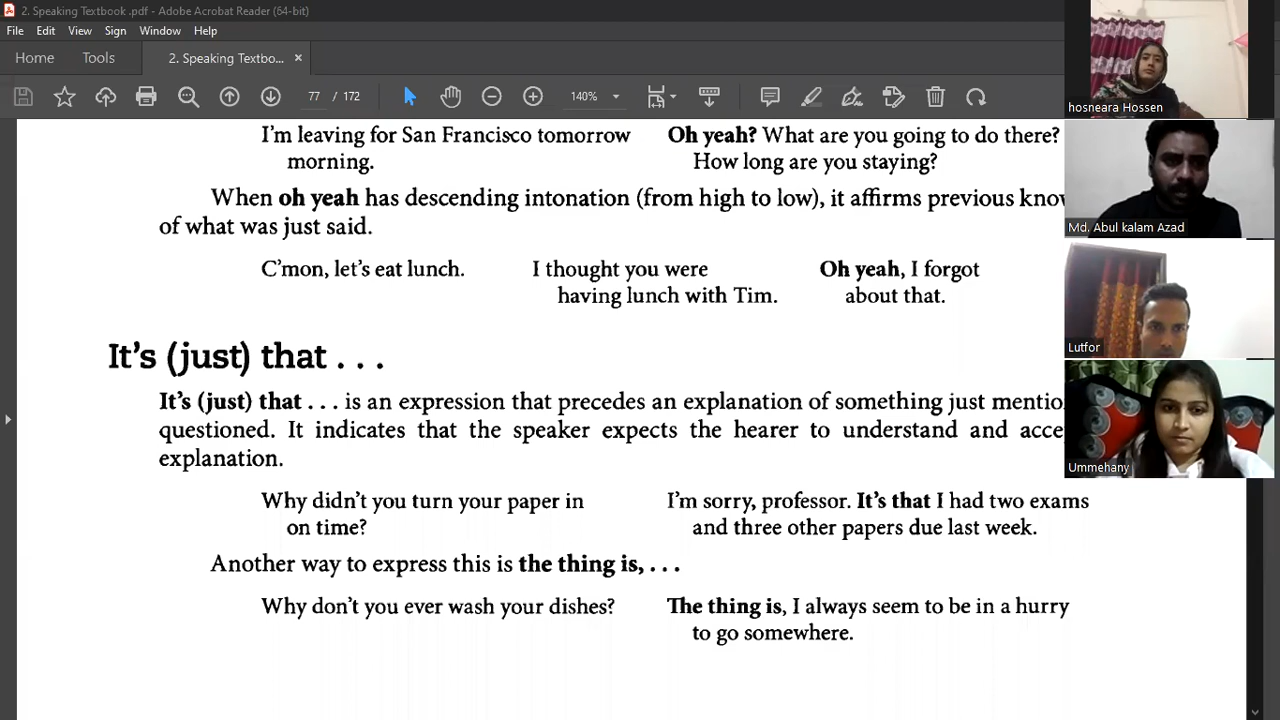 2. Speaking Textbook .pdf - Adobe Acrobat Reader (64-bit)
File Edit View Sign Window Help
Home Tools 2. Speaking Textbo... ×
77 / 172 140%
I'm leaving for San Francisco tomorrow
morning.
Oh yeah? What are you going to do there?
How long are you staying?
When oh yeah has descending intonation (from high to low), it affirms previous
of what was just said.
C'mon, let's eat lunch.
I thought you were
having lunch with Tim.
Oh yeah, I forgot
about that.
It's (just) that . . .
It's (just) that . . . is an expression that precedes an explanation of something just
questioned. It indicates that the speaker expects the hearer to understand and
explanation.
Why didn't you turn your paper in
on time?
I'm sorry, professor. It's that I had two exams
and three other papers due last week.
Another way to express this is the thing is, . . .
Why don't you ever wash your dishes?
The thing is, I always seem to be in a hurry
to go somewhere.
hosneara Hossen
Md. Abul kalam Azad
Lutfor
Ummehany